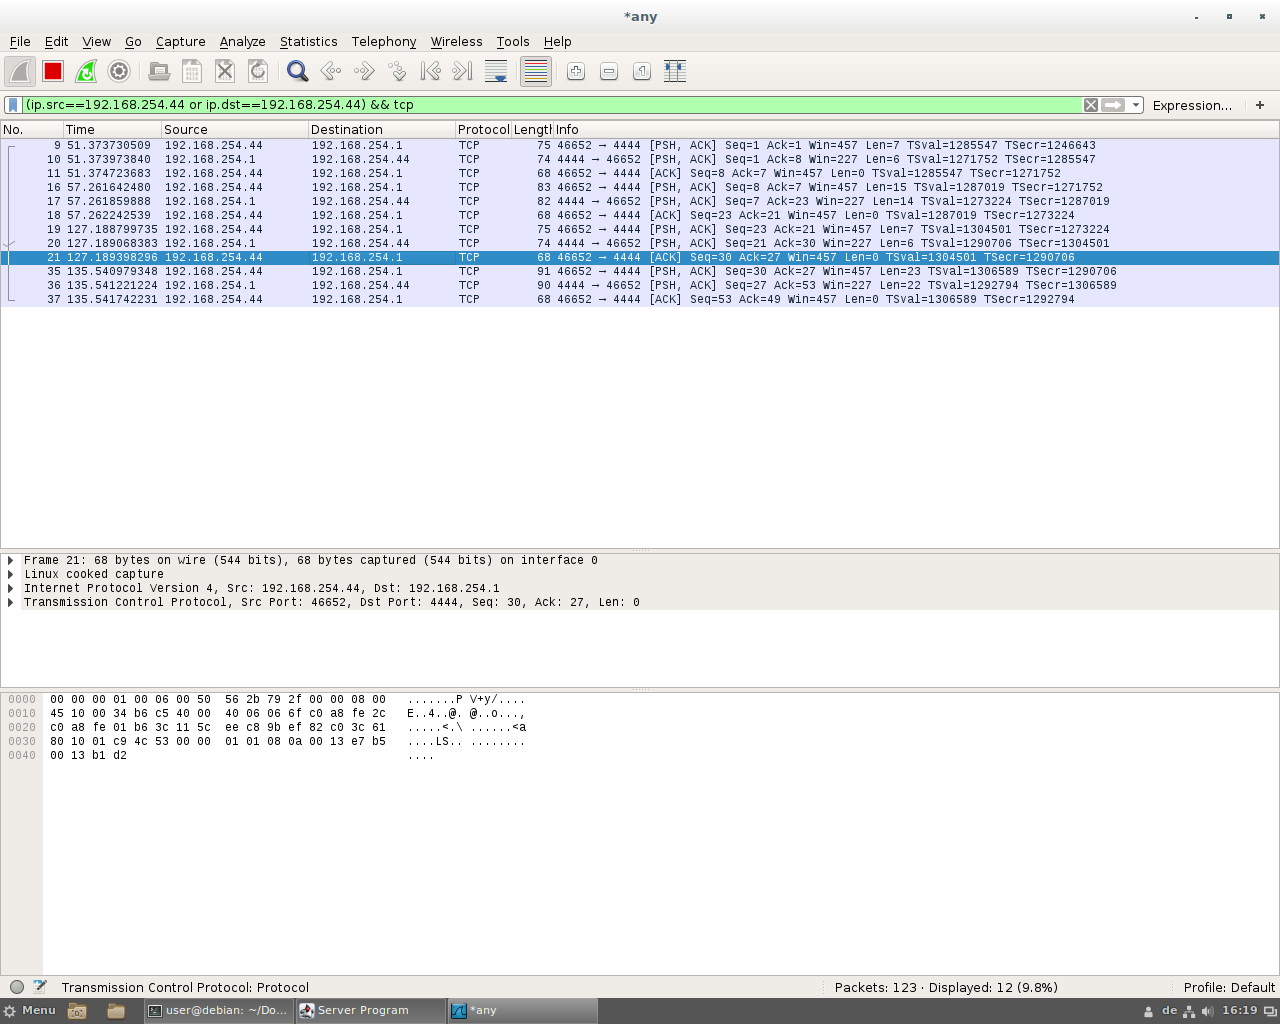 *any
File Edit View Go Capture Analyze Statistics Telephony Wireless Tools Help
(ip.src==192.168.254.44 or ip.dst==192.168.254.44) && tcp Expression... +
No. Time Source Destination Protocol Length Info
9 51.373730509 192.168.254.44 192.168.254.1 TCP 75 46652 → 4444 [PSH, ACK] Seq=1 Ack=1 Win=457 Len=7 TSval=1285547 TSecr=1246643
10 51.373973840 192.168.254.1 192.168.254.44 TCP 74 4444 → 46652 [PSH, ACK] Seq=1 Ack=8 Win=227 Len=6 TSval=1271752 TSecr=1285547
11 51.374723683 192.168.254.44 192.168.254.1 TCP 68 46652 → 4444 [ACK] Seq=8 Ack=7 Win=457 Len=0 TSval=1285547 TSecr=1271752
16 57.261642480 192.168.254.44 192.168.254.1 TCP 83 46652 → 4444 [PSH, ACK] Seq=8 Ack=7 Win=457 Len=15 TSval=1287019 TSecr=1271752
17 57.261859888 192.168.254.1 192.168.254.44 TCP 82 4444 → 46652 [PSH, ACK] Seq=7 Ack=23 Win=227 Len=14 TSval=1273224 TSecr=1287019
18 57.262242539 192.168.254.44 192.168.254.1 TCP 68 46652 → 4444 [ACK] Seq=23 Ack=21 Win=457 Len=0 TSval=1287019 TSecr=1273224
19 127.188799735 192.168.254.44 192.168.254.1 TCP 75 46652 → 4444 [PSH, ACK] Seq=23 Ack=21 Win=457 Len=7 TSval=1304501 TSecr=1273224
20 127.189068383 192.168.254.1 192.168.254.44 TCP 74 4444 → 46652 [PSH, ACK] Seq=21 Ack=30 Win=227 Len=6 TSval=1290706 TSecr=1304501
21 127.189398296 192.168.254.44 192.168.254.1 TCP 68 46652 → 4444 [ACK] Seq=30 Ack=27 Win=457 Len=0 TSval=1304501 TSecr=1290706
35 135.540979348 192.168.254.44 192.168.254.1 TCP 91 46652 → 4444 [PSH, ACK] Seq=30 Ack=27 Win=457 Len=23 TSval=1306589 TSecr=1290706
36 135.541221224 192.168.254.1 192.168.254.44 TCP 90 4444 → 46652 [PSH, ACK] Seq=27 Ack=53 Win=227 Len=22 TSval=1292794 TSecr=1306589
37 135.541742231 192.168.254.44 192.168.254.1 TCP 68 46652 → 4444 [ACK] Seq=53 Ack=49 Win=457 Len=0 TSval=1306589 TSecr=1292794
Frame 21: 68 bytes on wire (544 bits), 68 bytes captured (544 bits) on interface 0
Linux cooked capture
Internet Protocol Version 4, Src: 192.168.254.44, Dst: 192.168.254.1
Transmission Control Protocol, Src Port: 46652, Dst Port: 4444, Seq: 30, Ack: 27, Len: 0
0000 00 00 00 01 00 06 00 50 56 2b 79 2f 00 00 08 00 .......P V+y/....
0010 45 10 00 34 b6 c5 40 00 40 06 06 6f c0 a8 fe 2c E..4..@. @..o...,
0020 c0 a8 fe 01 b6 3c 11 5c ee c8 9b ef 82 c0 3c 61 .....<.\ ......<a
0030 80 10 01 c9 4c 53 00 00 01 01 08 0a 00 13 e7 b5 ....LS.. ........
0040 00 13 b1 d2 ....
Transmission Control Protocol: Protocol Packets: 123 · Displayed: 12 (9.8%) Profile: Default
Menu user@debian: ~/Do... Server Program *any de 16:19